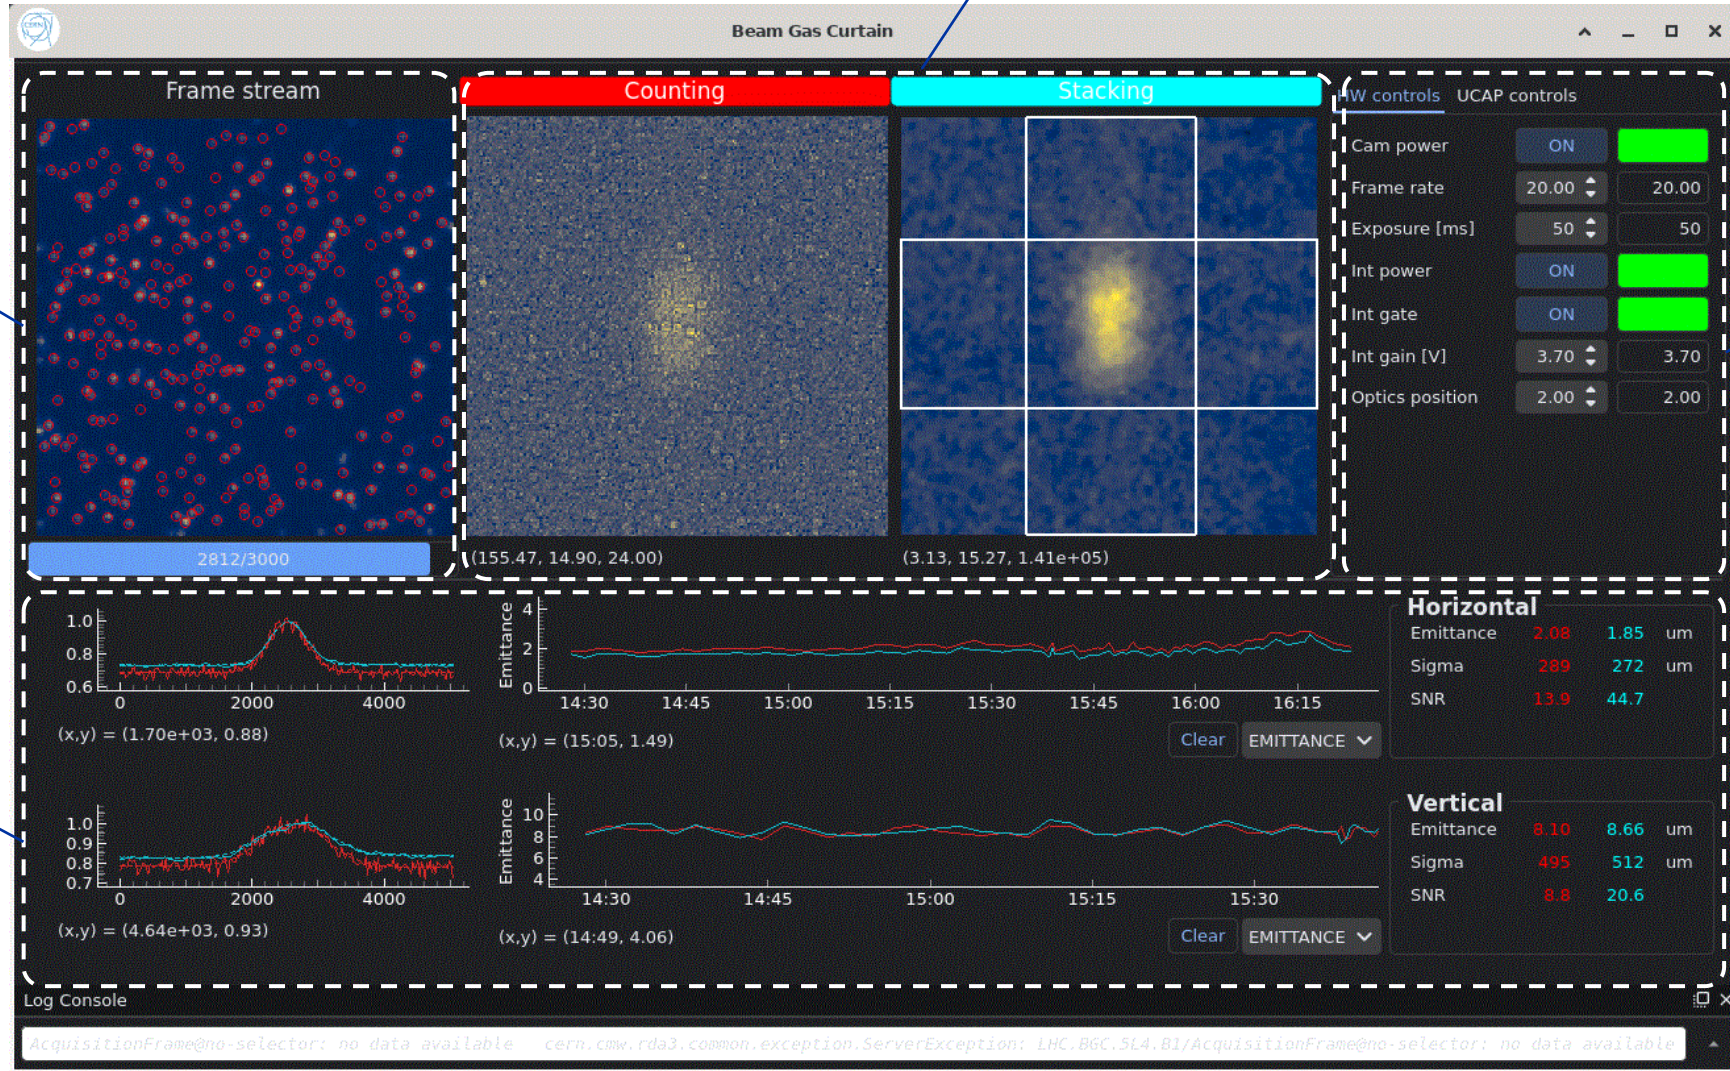 CERN
Beam Gas Curtain
Frame stream
Counting
Stacking
HW controls
UCAP controls
Cam power ON
Frame rate 20.00 20.00
Exposure [ms] 50 50
Int power ON
Int gate ON
Int gain [V] 3.70 3.70
Optics position 2.00 2.00
2812/3000
(155.47, 14.90, 24.00)
(3.13, 15.27, 1.41e+05)
1.0
0.8
0.6
0 2000 4000
(x,y) = (1.70e+03, 0.88)
Emittance
4
2
0
14:30 14:45 15:00 15:15 15:30 15:45 16:00 16:15
(x,y) = (15:05, 1.49)
Clear
EMITTANCE
Horizontal
Emittance 2.08 1.85 um
Sigma 289 272 um
SNR 13.9 44.7
1.0
0.9
0.8
0.7
0 2000 4000
(x,y) = (4.64e+03, 0.93)
Emittance
10
8
6
4
14:30 14:45 15:00 15:15 15:30
(x,y) = (14:49, 4.06)
Clear
EMITTANCE
Vertical
Emittance 8.10 8.66 um
Sigma 495 512 um
SNR 8.8 20.6
Log Console
AcquisitionFrame@no-selector: no data available cern.cmw.rda3.common.exception.ServerException: LHC.BGC.5L4.B1/AcquisitionFrame@no-selector: no data available